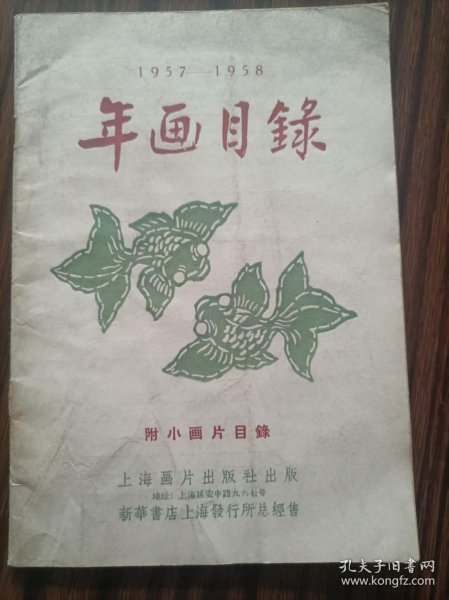 1957—1958
年画目錄
附小画片目錄
上海画片出版社出版
地址：上海延安中路九六七号
新華書店上海發行所总經售
孔夫子旧书网
www.kongfz.com